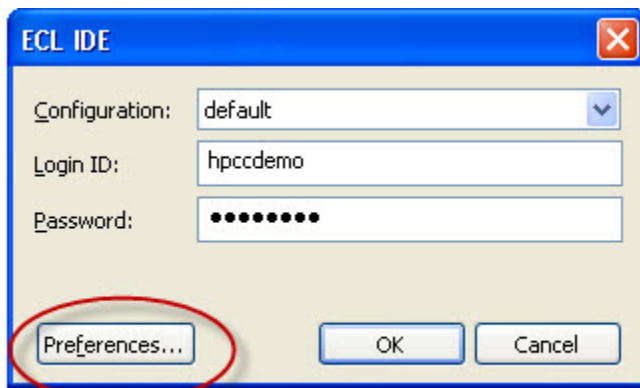 ECL IDE
Configuration: default
Login ID: hpccdemo
Password: ●●●●●●●●
Preferences... OK Cancel